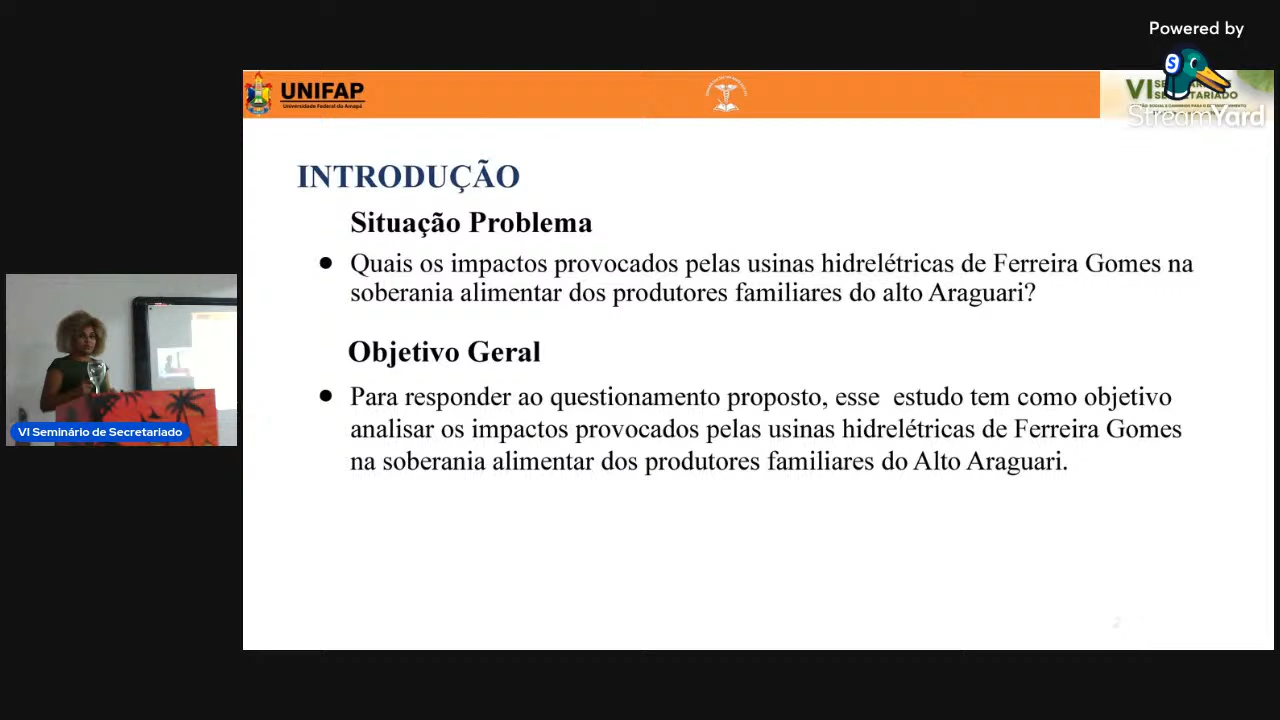 Powered by
StreamYard
UNIFAP
Universidade Federal do Amapá
VI
INTRODUÇÃO
Situação Problema
● Quais os impactos provocados pelas usinas hidrelétricas de Ferreira Gomes na
soberania alimentar dos produtores familiares do alto Araguari?
Objetivo Geral
● Para responder ao questionamento proposto, esse estudo tem como objetivo
analisar os impactos provocados pelas usinas hidrelétricas de Ferreira Gomes
na soberania alimentar dos produtores familiares do Alto Araguari.
VI Seminário de Secretariado
2